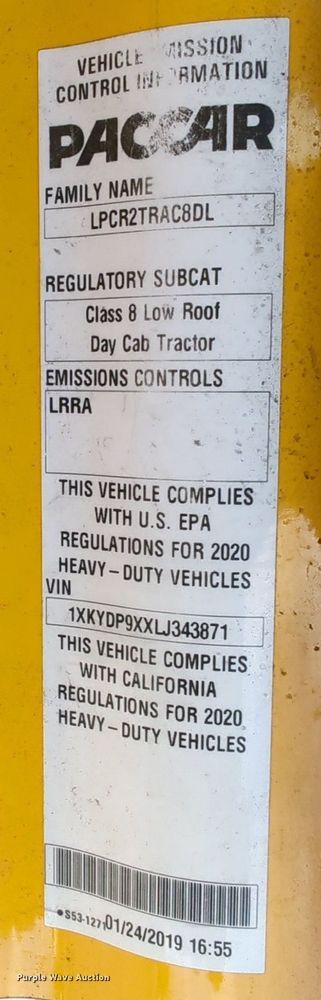 VEHICLE
CONTROL
PACCAR
FAMILY NAME
LPCR2TRAC8DL
REGULATORY SUBCAT
Class 8 Low Roof
Day Cab Tractor
EMISSIONS CONTROLS
LRRA
THIS VEHICLE COMPLIES
WITH U.S. EPA
REGULATIONS FOR 2020
HEAVY-DUTY VEHICLES
VIN
1XKYDP9XXLJ343871
THIS VEHICLE COMPLIES
WITH CALIFORNIA
REGULATIONS FOR 2020
HEAVY-DUTY VEHICLES
01/24/2019 16:55
Purple Wave Auction